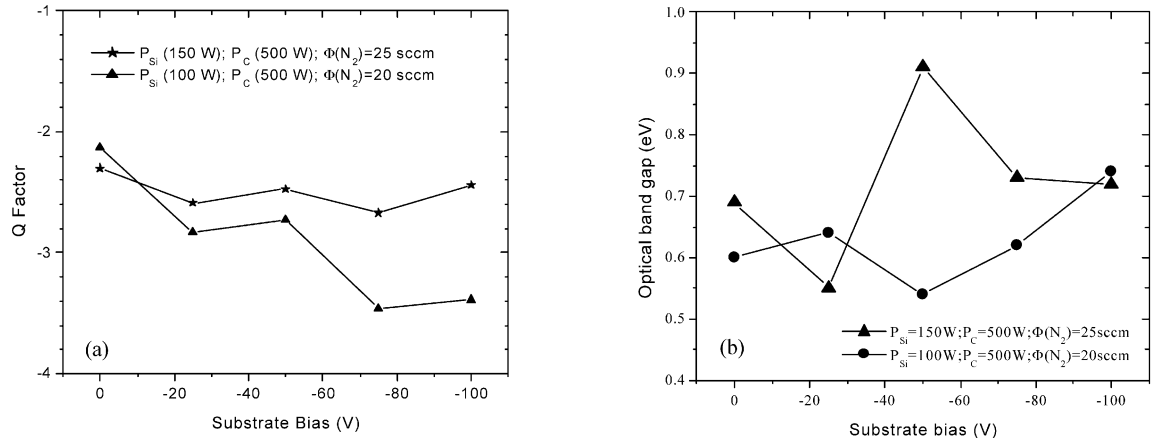 -1
-2
-3
-4
Q Factor
P_Si (150 W); P_C (500 W); Φ(N_2)=25 sccm
P_Si (100 W); P_C (500 W); Φ(N_2)=20 sccm
(a)
0 -20 -40 -60 -80 -100
Substrate Bias (V)
1.0
0.9
0.8
0.7
0.6
0.5
0.4
Optical band gap (eV)
P_Si=150W;P_C=500W;Φ(N_2)=25sccm
P_Si=100W;P_C=500W;Φ(N_2)=20sccm
(b)
0 -20 -40 -60 -80 -100
Substrate bias (V)